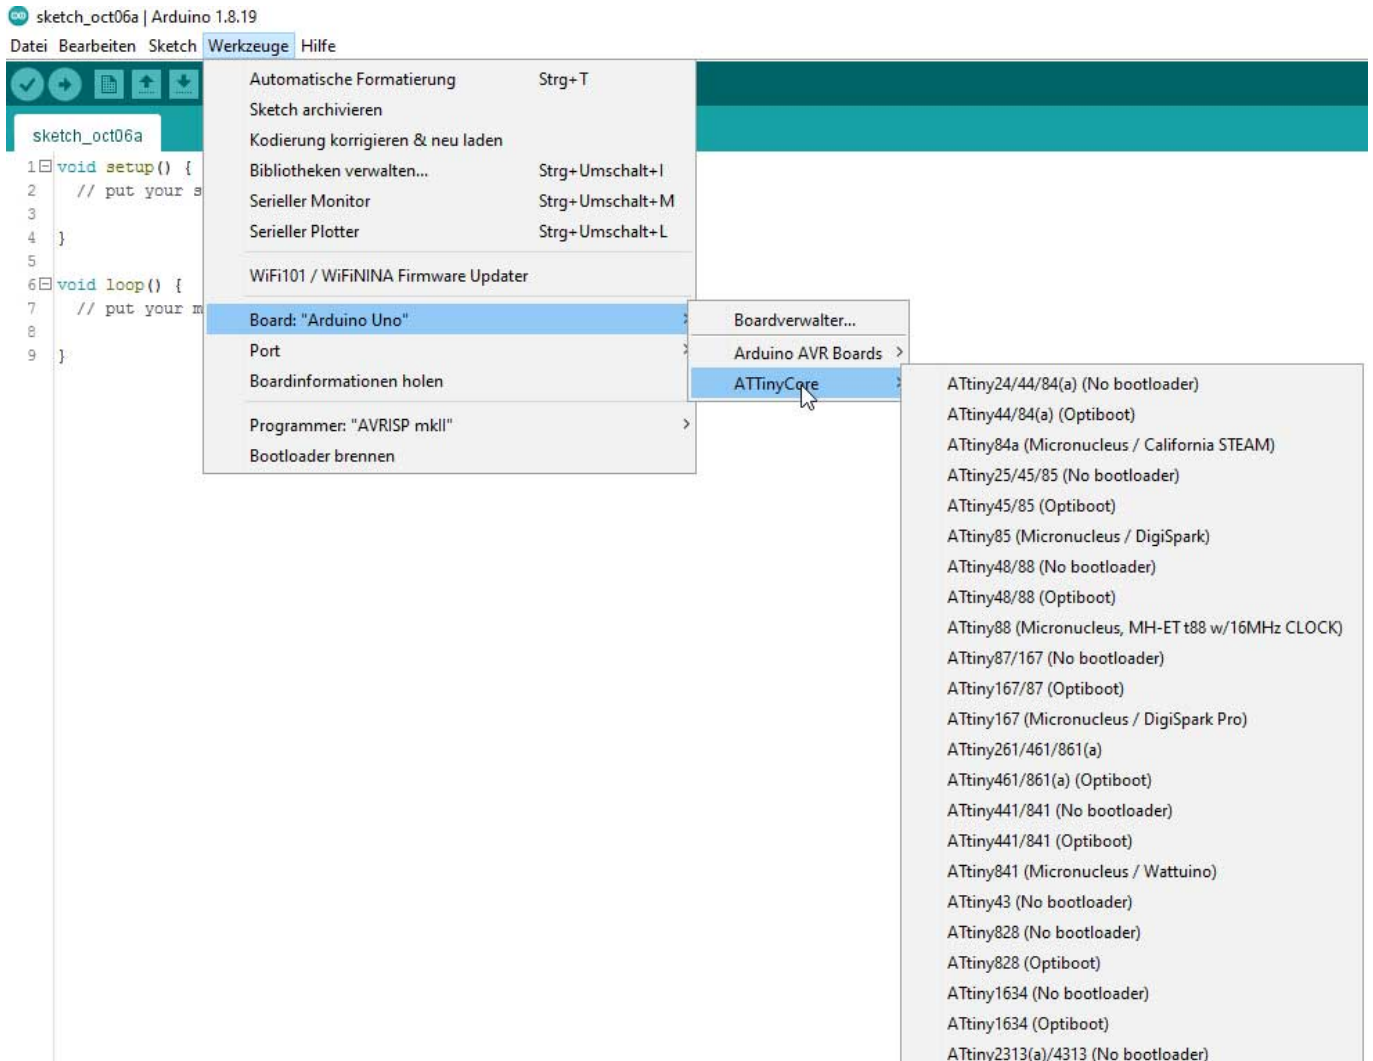 sketch_oct06a | Arduino 1.8.19
Datei Bearbeiten Sketch Werkzeuge Hilfe
sketch_oct06a
1 void setup() {
2 // put your s
3
4 }
5
6 void loop() {
7 // put your m
8
9 }
Automatische Formatierung Strg+T
Sketch archivieren
Kodierung korrigieren & neu laden
Bibliotheken verwalten... Strg+Umschalt+I
Serieller Monitor Strg+Umschalt+M
Serieller Plotter Strg+Umschalt+L
WiFi101 / WiFiNINA Firmware Updater
Board: "Arduino Uno"
Port
Boardinformationen holen
Programmer: "AVRISP mkII"
Bootloader brennen
Boardverwalter...
Arduino AVR Boards
ATTinyCore
ATtiny24/44/84(a) (No bootloader)
ATtiny44/84(a) (Optiboot)
ATtiny84a (Micronucleus / California STEAM)
ATtiny25/45/85 (No bootloader)
ATtiny45/85 (Optiboot)
ATtiny85 (Micronucleus / DigiSpark)
ATtiny48/88 (No bootloader)
ATtiny48/88 (Optiboot)
ATtiny88 (Micronucleus, MH-ET t88 w/16MHz CLOCK)
ATtiny87/167 (No bootloader)
ATtiny167/87 (Optiboot)
ATtiny167 (Micronucleus / DigiSpark Pro)
ATtiny261/461/861(a)
ATtiny461/861(a) (Optiboot)
ATtiny441/841 (No bootloader)
ATtiny441/841 (Optiboot)
ATtiny841 (Micronucleus / Wattuino)
ATtiny43 (No bootloader)
ATtiny828 (No bootloader)
ATtiny828 (Optiboot)
ATtiny1634 (No bootloader)
ATtiny1634 (Optiboot)
ATtiny2313(a)/4313 (No bootloader)